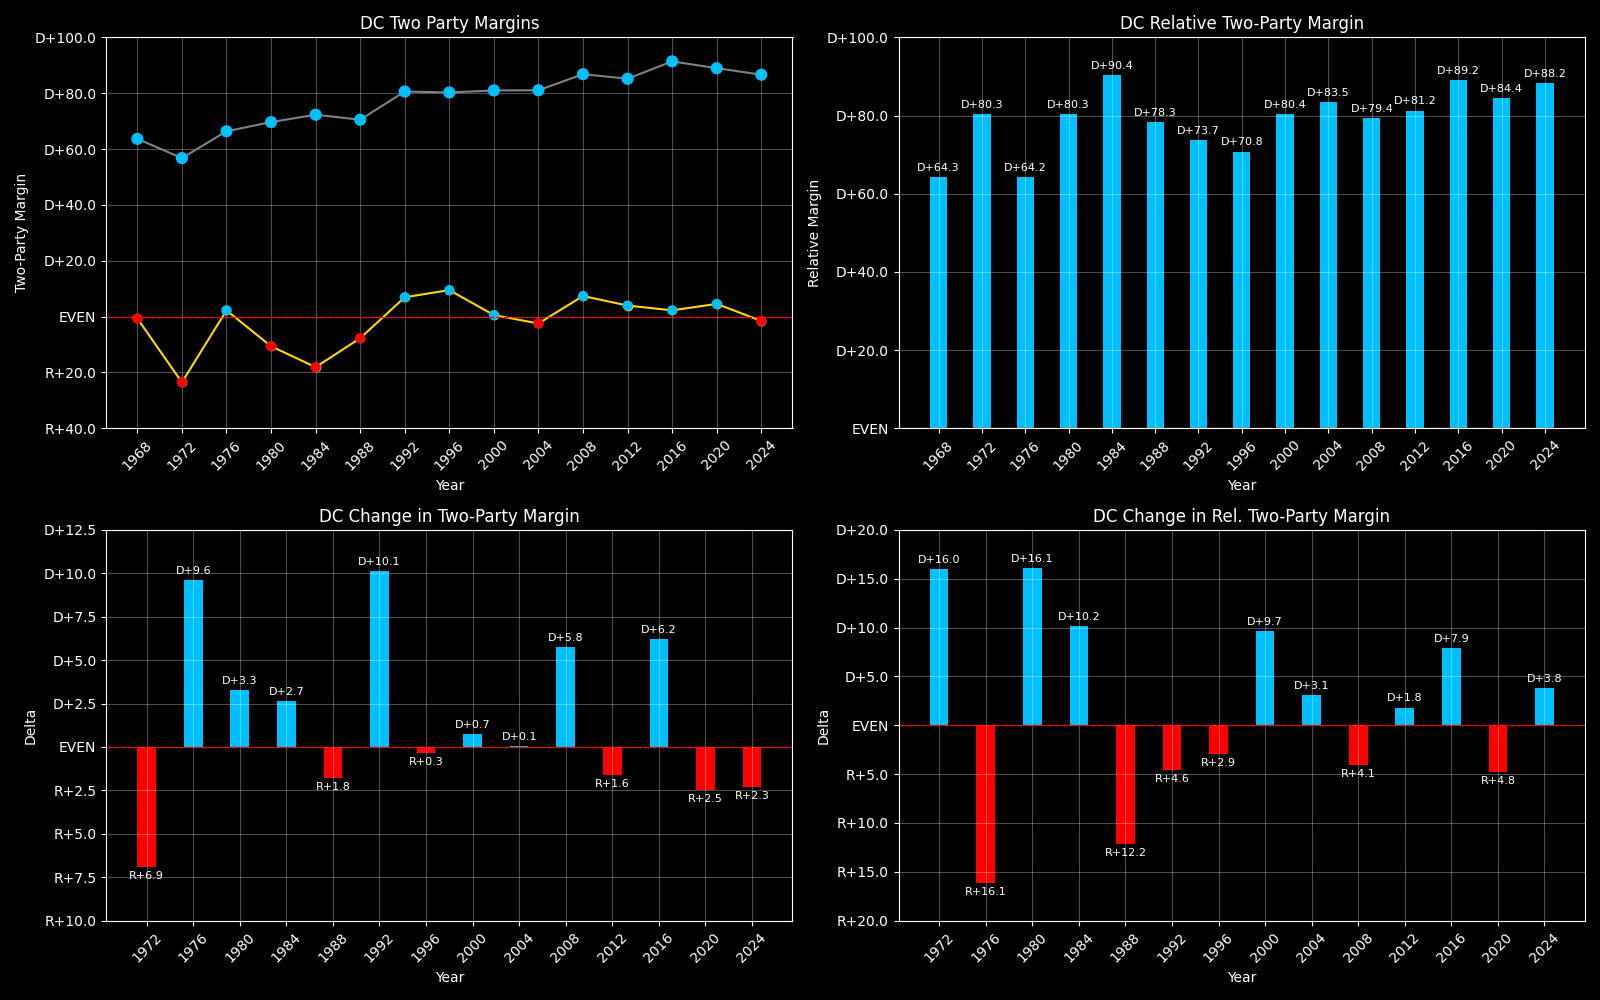 DC Two Party Margins
D+100.0
D+80.0
D+60.0
D+40.0
D+20.0
EVEN
R+20.0
R+40.0
Two-Party Margin
1968 1972 1976 1980 1984 1988 1992 1996 2000 2004 2008 2012 2016 2020 2024
Year
DC Relative Two-Party Margin
D+100.0
D+80.0
D+60.0
D+40.0
D+20.0
EVEN
Relative Margin
D+64.3 D+80.3 D+64.2 D+80.3 D+90.4 D+78.3 D+73.7 D+70.8 D+80.4 D+83.5 D+79.4 D+81.2 D+89.2 D+84.4 D+88.2
1968 1972 1976 1980 1984 1988 1992 1996 2000 2004 2008 2012 2016 2020 2024
Year
DC Change in Two-Party Margin
D+12.5
D+10.0
D+7.5
D+5.0
D+2.5
EVEN
R+2.5
R+5.0
R+7.5
R+10.0
Delta
R+6.9 D+9.6 D+3.3 D+2.7 R+1.8 D+10.1 R+0.3 D+0.7 D+0.1 D+5.8 R+1.6 D+6.2 R+2.5 R+2.3
1972 1976 1980 1984 1988 1992 1996 2000 2004 2008 2012 2016 2020 2024
Year
DC Change in Rel. Two-Party Margin
D+20.0
D+15.0
D+10.0
D+5.0
EVEN
R+5.0
R+10.0
R+15.0
R+20.0
Delta
D+16.0 R+16.1 D+16.1 D+10.2 R+12.2 R+4.6 R+2.9 D+9.7 D+3.1 R+4.1 D+1.8 D+7.9 R+4.8 D+3.8
1972 1976 1980 1984 1988 1992 1996 2000 2004 2008 2012 2016 2020 2024
Year